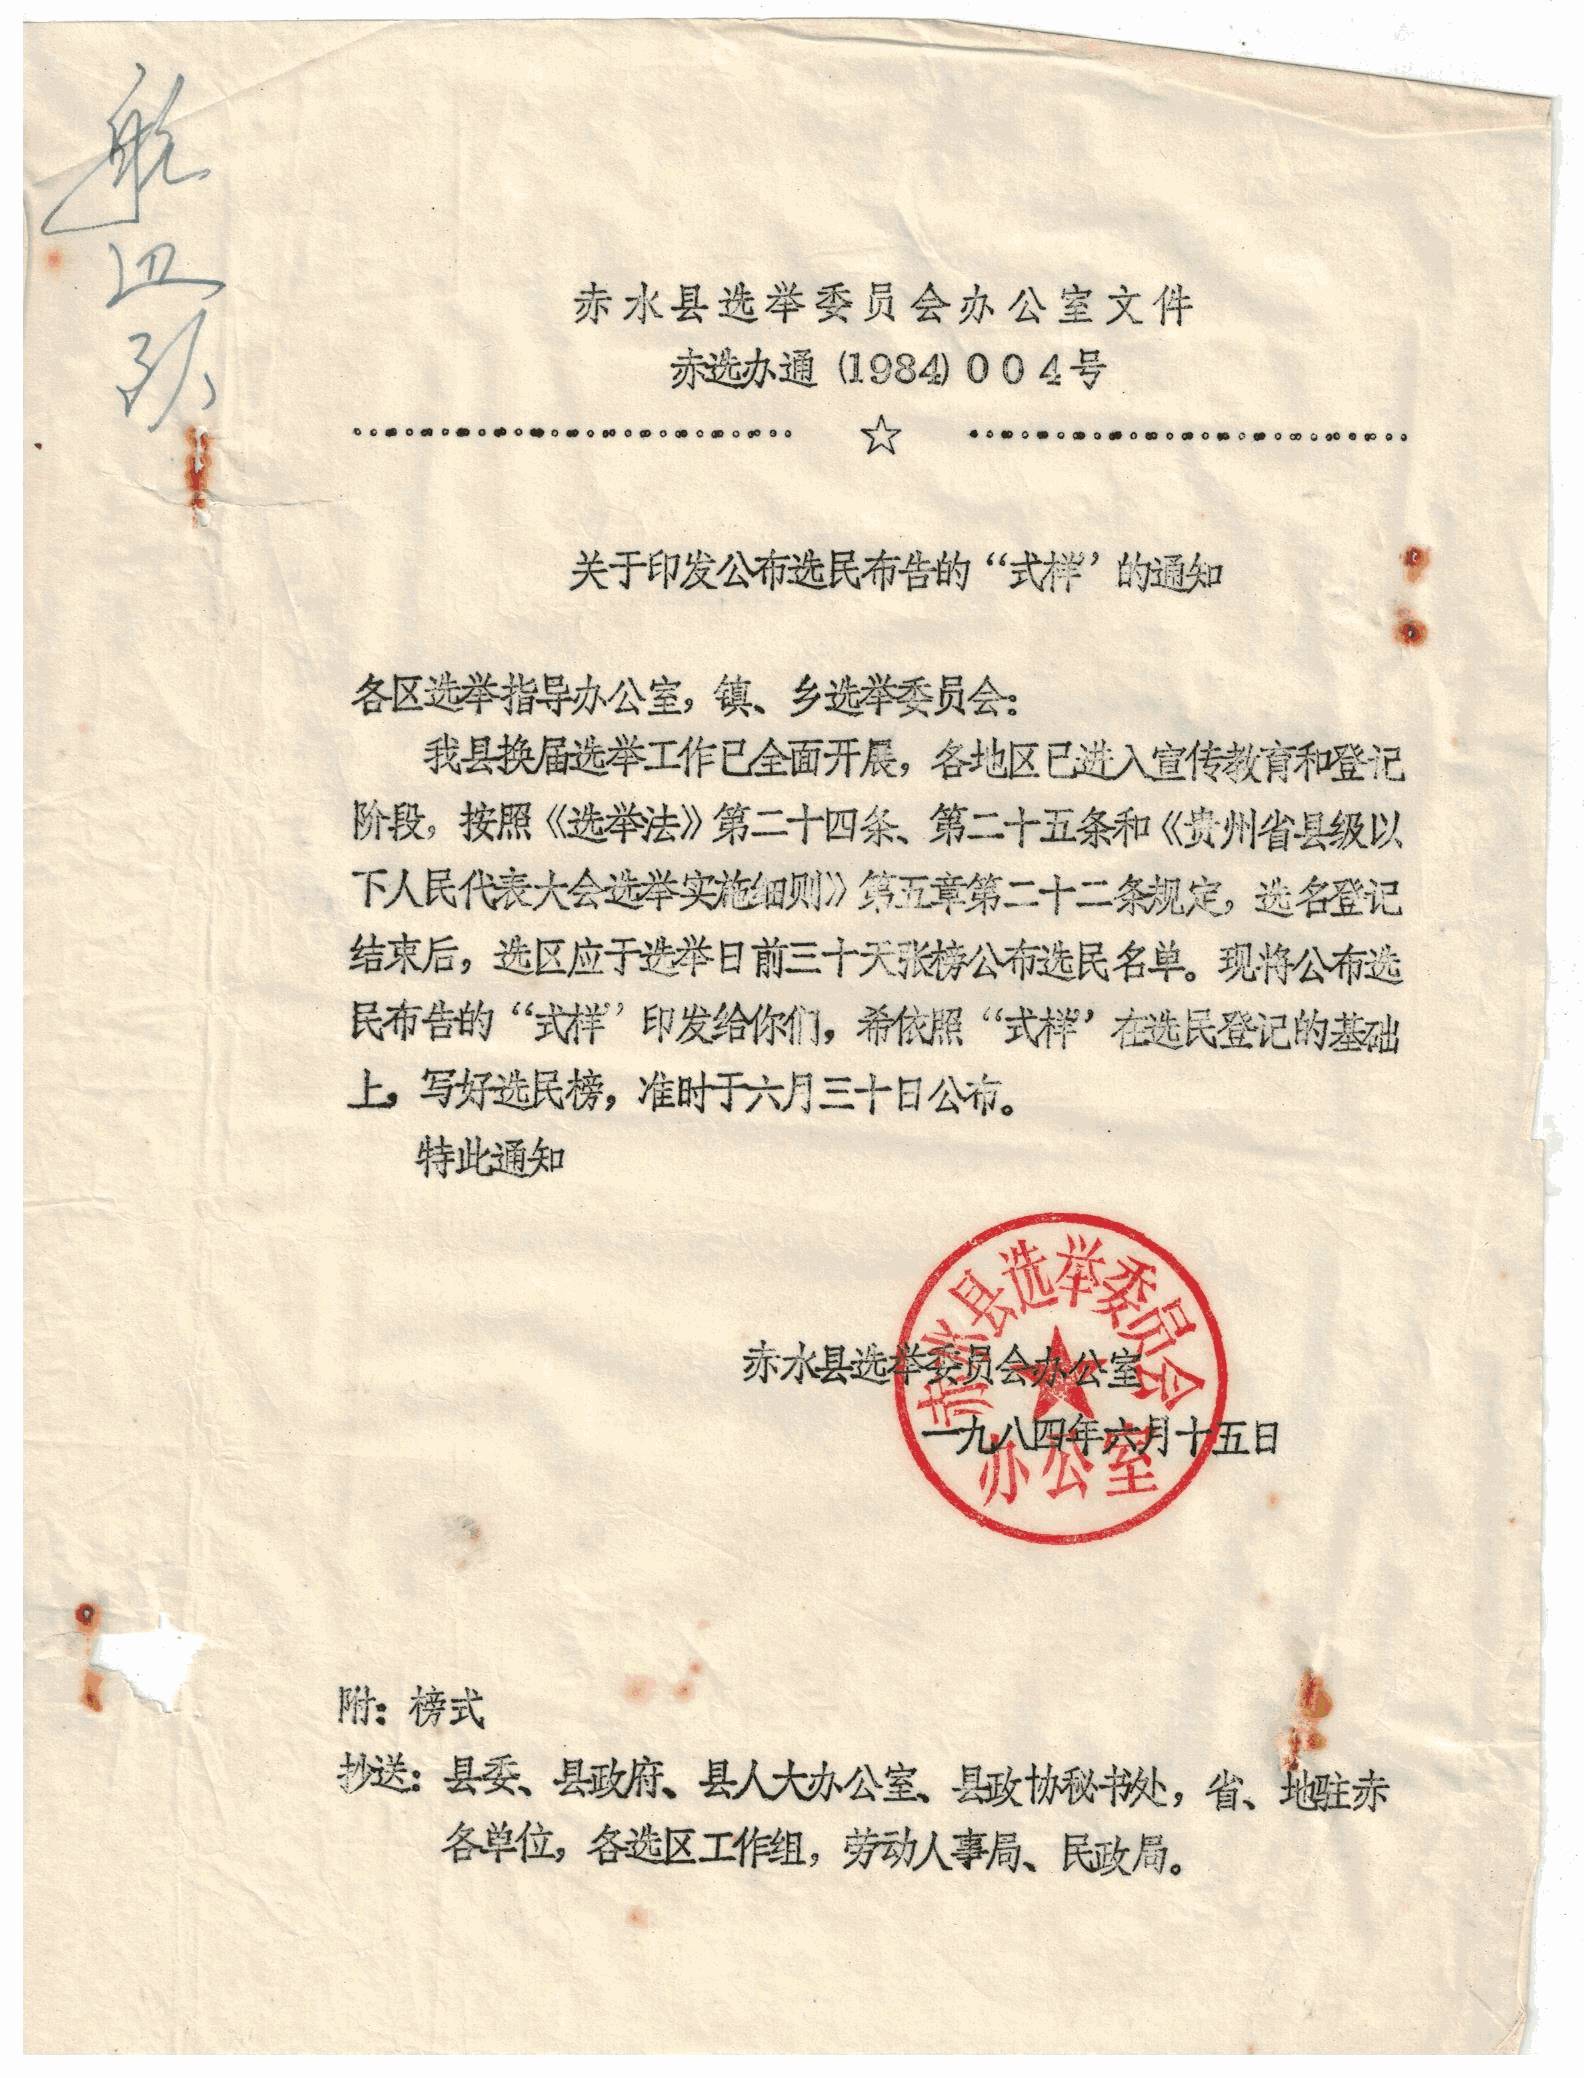 航四队
赤水县选举委员会办公室文件
赤选办通(1984)004号
☆
关于印发公布选民布告的“式样’的通知
各区选举指导办公室，镇、乡选举委员会：
我县换届选举工作已全面开展，各地区已进入宣传教育和登记
阶段，按照《选举法》第二十四条、第二十五条和《贵州省县级以
下人民代表大会选举实施细则》第五章第二十二条规定，选名登记
结束后，选区应于选举日前三十天张榜公布选民名单。现将公布选
民布告的“式样”印发给你们，希依照“式样’在选民登记的基础
上，写好选民榜，准时于六月三十日公布。
特此通知
赤水县选举委员会办公室
一九八四年六月十五日
赤水县选举委员会
办公室
附：榜式
抄送：县委、县政府、县人大办公室、县政协秘书处，省、地驻赤
各单位，各选区工作组，劳动人事局、民政局。